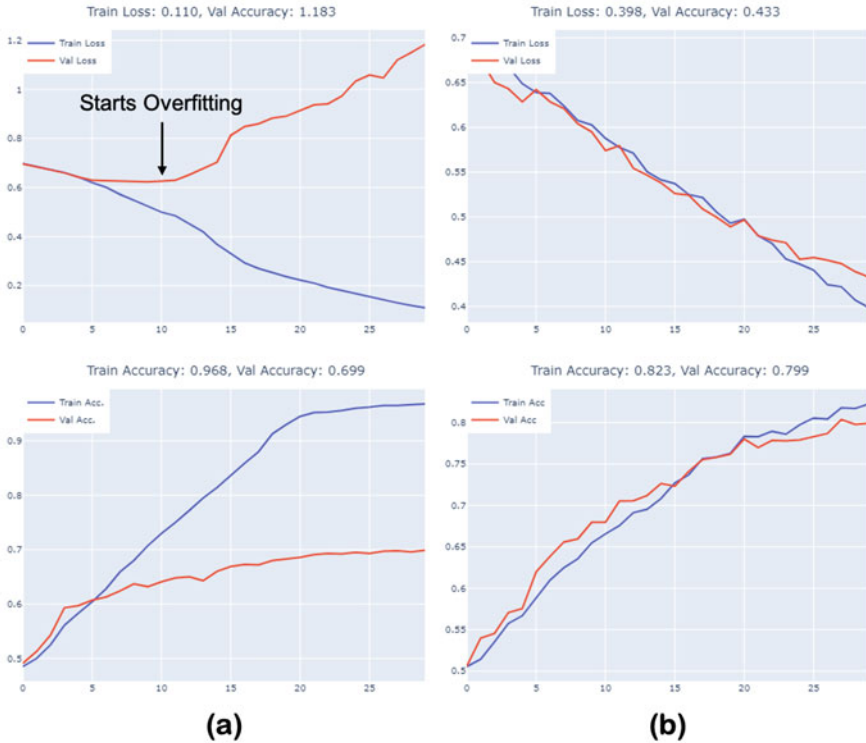 Train Loss: 0.110, Val Accuracy: 1.183
Train Loss
Val Loss
Starts Overfitting
1.2
1
0.8
0.6
0.4
0.2
0 5 10 15 20 25
Train Loss: 0.398, Val Accuracy: 0.433
Train Loss
Val Loss
0.7
0.65
0.6
0.55
0.5
0.45
0.4
0 5 10 15 20 25
Train Accuracy: 0.968, Val Accuracy: 0.699
Train Acc.
Val Acc.
0.9
0.8
0.7
0.6
0.5
0 5 10 15 20 25
Train Accuracy: 0.823, Val Accuracy: 0.799
Train Acc
Val Acc
0.8
0.75
0.7
0.65
0.6
0.55
0.5
0 5 10 15 20 25
(a) (b)